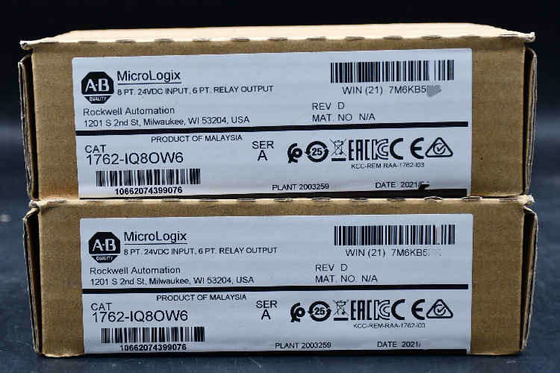 A·B
QUALITY
MicroLogix
8 PT. 24VDC INPUT, 6 PT. RELAY OUTPUT
Rockwell Automation
1201 S 2nd St, Milwaukee, WI 53204, USA
WIN (21) 7M6KB5
REV D
MAT. NO N/A
PRODUCT OF MALAYSIA
CAT
1762-IQ8OW6
SER
A
25
EAC
KCC-REM-RAA-1762-I03
10662074399076
PLANT 2003259
DATE 2021/
A·B
QUALITY
MicroLogix
8 PT. 24VDC INPUT, 6 PT. RELAY OUTPUT
Rockwell Automation
1201 S 2nd St, Milwaukee, WI 53204, USA
WIN (21) 7M6KB5
REV D
MAT. NO N/A
PRODUCT OF MALAYSIA
CAT
1762-IQ8OW6
SER
A
25
EAC
KCC-REM-RAA-1762-I03
10662074399076
PLANT 2003259
DATE 2021/